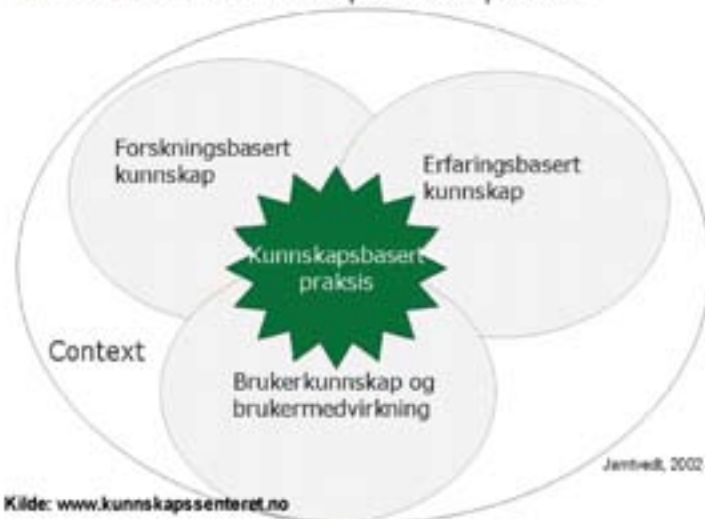 Forskningsbasert
kunnskap
Erfaringsbasert
kunnskap
Kunnskapsbasert
praksis
Context
Brukerkunnskap og
brukermedvirkning
Jamtvedt, 2002
Kilde: www.kunnskapssenteret.no